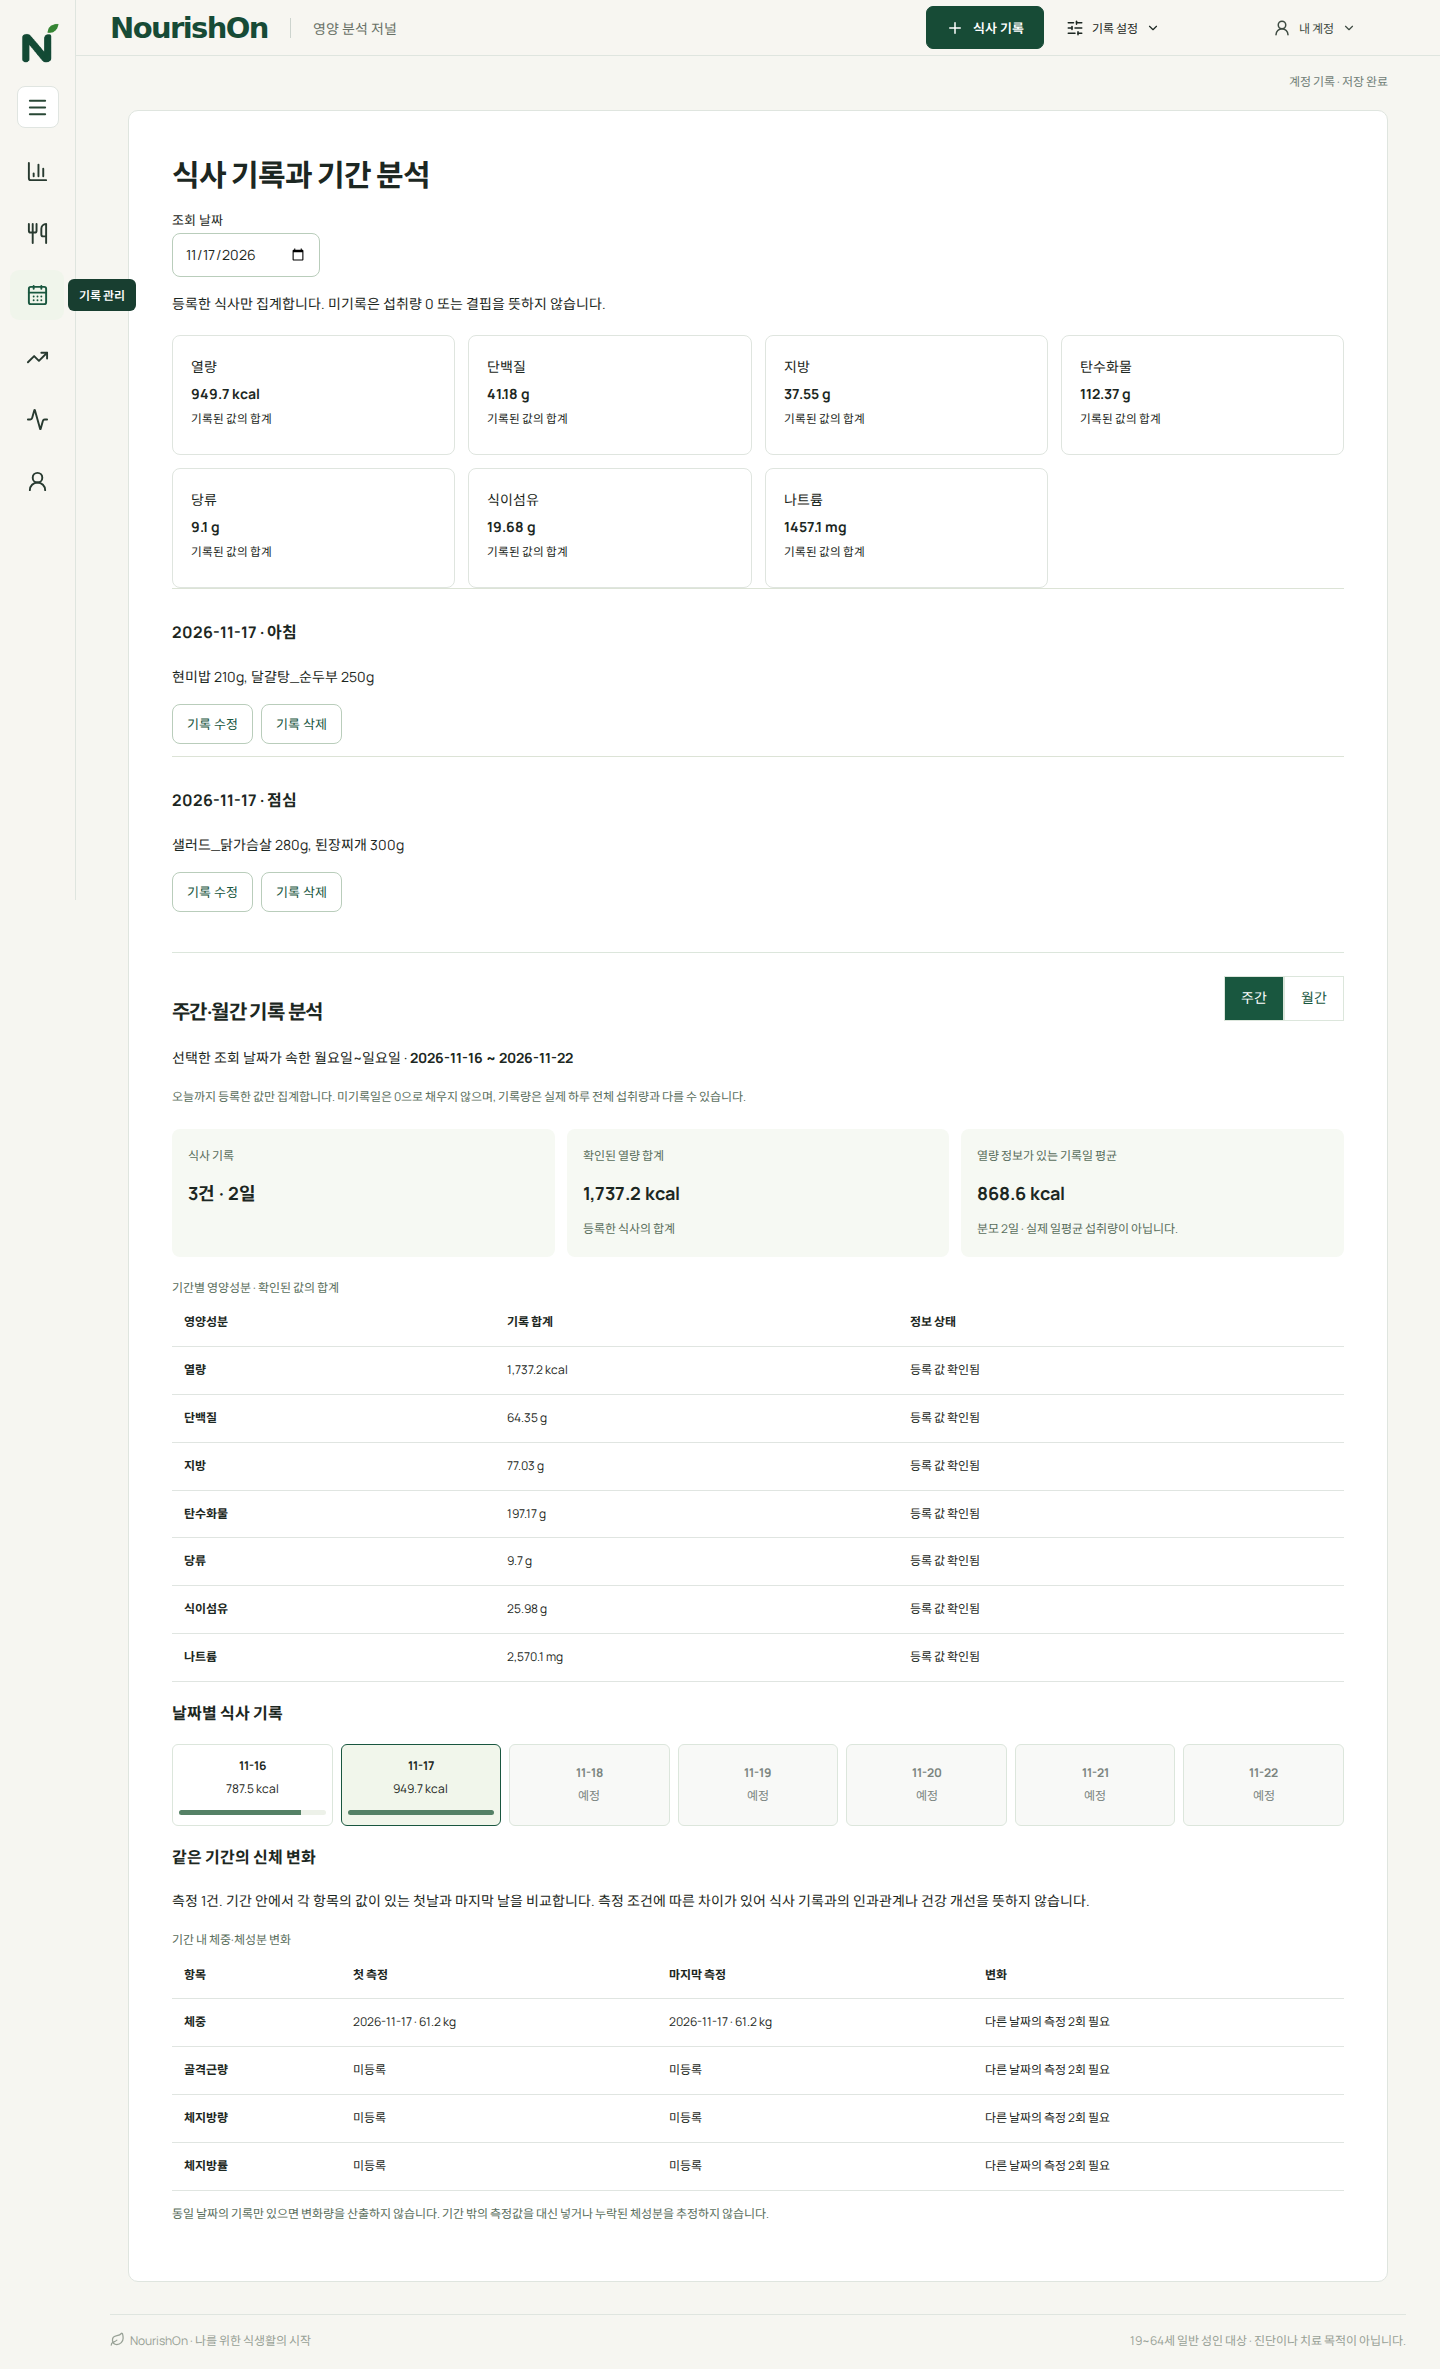 NourishOn
영양 분석 저널
식사 기록
기록 설정
내 계정
계정 기록 · 저장 완료
기록 관리
식사 기록과 기간 분석
조회 날짜
11/17/2026
등록한 식사만 집계합니다. 미기록은 섭취량 0 또는 결핍을 뜻하지 않습니다.
열량
949.7 kcal
기록된 값의 합계
단백질
41.18 g
기록된 값의 합계
지방
37.55 g
기록된 값의 합계
탄수화물
112.37 g
기록된 값의 합계
당류
9.1 g
기록된 값의 합계
식이섬유
19.68 g
기록된 값의 합계
나트륨
1457.1 mg
기록된 값의 합계
2026-11-17 · 아침
현미밥 210g, 달걀탕_순두부 250g
기록 수정 기록 삭제
2026-11-17 · 점심
샐러드_닭가슴살 280g, 된장찌개 300g
기록 수정 기록 삭제
주간·월간 기록 분석
주간 월간
선택한 조회 날짜가 속한 월요일~일요일 · 2026-11-16 ~ 2026-11-22
오늘까지 등록한 값만 집계합니다. 미기록일은 0으로 채우지 않으며, 기록량은 실제 하루 전체 섭취량과 다를 수 있습니다.
식사 기록
3건 · 2일
확인된 열량 합계
1,737.2 kcal
등록한 식사의 합계
열량 정보가 있는 기록일 평균
868.6 kcal
분모 2일 · 실제 일평균 섭취량이 아닙니다.
기간별 영양성분 · 확인된 값의 합계
영양성분 기록 합계 정보 상태
열량 1,737.2 kcal 등록 값 확인됨
단백질 64.35 g 등록 값 확인됨
지방 77.03 g 등록 값 확인됨
탄수화물 197.17 g 등록 값 확인됨
당류 9.7 g 등록 값 확인됨
식이섬유 25.98 g 등록 값 확인됨
나트륨 2,570.1 mg 등록 값 확인됨
날짜별 식사 기록
11-16
787.5 kcal
11-17
949.7 kcal
11-18
예정
11-19
예정
11-20
예정
11-21
예정
11-22
예정
같은 기간의 신체 변화
측정 1건. 기간 안에서 각 항목의 값이 있는 첫날과 마지막 날을 비교합니다. 측정 조건에 따른 차이가 있어 식사 기록과의 인과관계나 건강 개선을 뜻하지 않습니다.
기간 내 체중·체성분 변화
항목 첫 측정 마지막 측정 변화
체중 2026-11-17 · 61.2 kg 2026-11-17 · 61.2 kg 다른 날짜의 측정 2회 필요
골격근량 미등록 미등록 다른 날짜의 측정 2회 필요
체지방량 미등록 미등록 다른 날짜의 측정 2회 필요
체지방률 미등록 미등록 다른 날짜의 측정 2회 필요
동일 날짜의 기록만 있으면 변화량을 산출하지 않습니다. 기간 밖의 측정값을 대신 넣거나 누락된 체성분을 추정하지 않습니다.
NourishOn · 나를 위한 식생활의 시작
19~64세 일반 성인 대상 · 진단이나 치료 목적이 아닙니다.